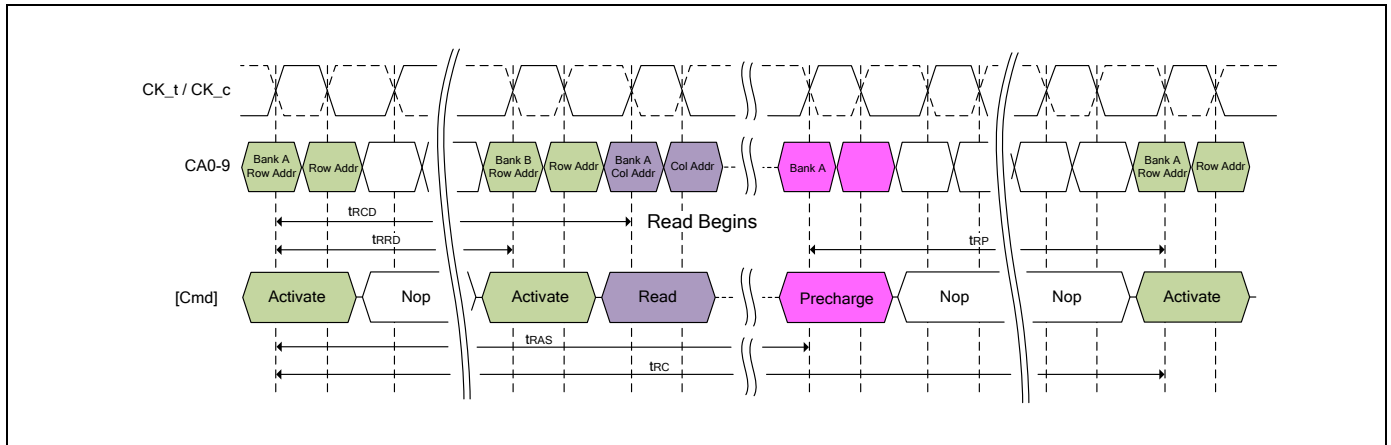 CK_t / CK_c
CA0-9
Bank A
Row Addr
Row Addr
Bank B
Row Addr
Row Addr
Bank A
Col Addr
Col Addr
Bank A
Bank A
Row Addr
Row Addr
tRCD
Read Begins
tRRD
tRP
[Cmd]
Activate
Nop
Activate
Read
Precharge
Nop
Nop
Activate
tRAS
tRC